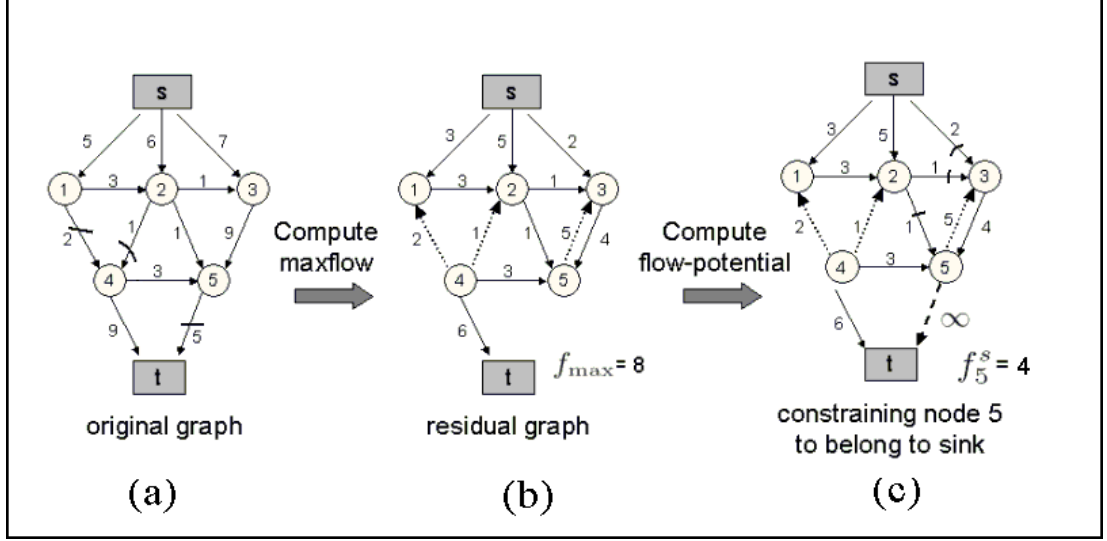 s
5
6
7
1
3
2
1
3
2
1
1
9
4
3
5
9
5
t
original graph
(a)
Compute
maxflow
s
3
5
2
1
3
2
1
3
2
1
1
5
4
4
3
5
6
t
f_max = 8
residual graph
(b)
Compute
flow-potential
s
3
5
2
1
3
2
1
3
2
1
1
5
4
4
3
5
6
∞
t
f_5^s = 4
constraining node 5
to belong to sink
(c)